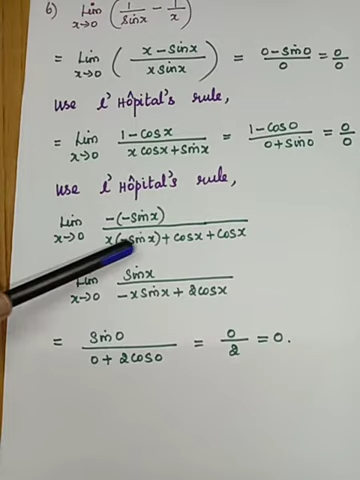 6) Lim x→0 (1/sinx − 1/x)
= Lim x→0 (x − sinx / x sinx) = 0 − sin0 / 0 = 0/0
Use l' Hôpital's rule,
= Lim x→0 1 − cosx / x cosx + sinx = 1 − cos0 / 0 + sin0 = 0/0
Use l' Hôpital's rule,
Lim x→0 −(−sinx) / x(−sinx) + cosx + cosx
Lim x→0 sinx / −x sinx + 2cosx
= sin0 / 0 + 2cos0 = 0/2 = 0.